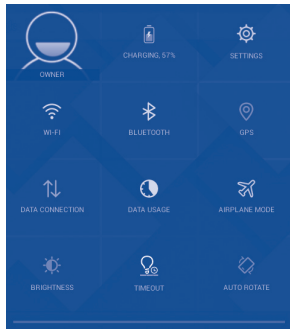 OWNER
CHARGING, 57%
SETTINGS
WI-FI
BLUETOOTH
GPS
DATA CONNECTION
DATA USAGE
AIRPLANE MODE
BRIGHTNESS
TIMEOUT
AUTO ROTATE